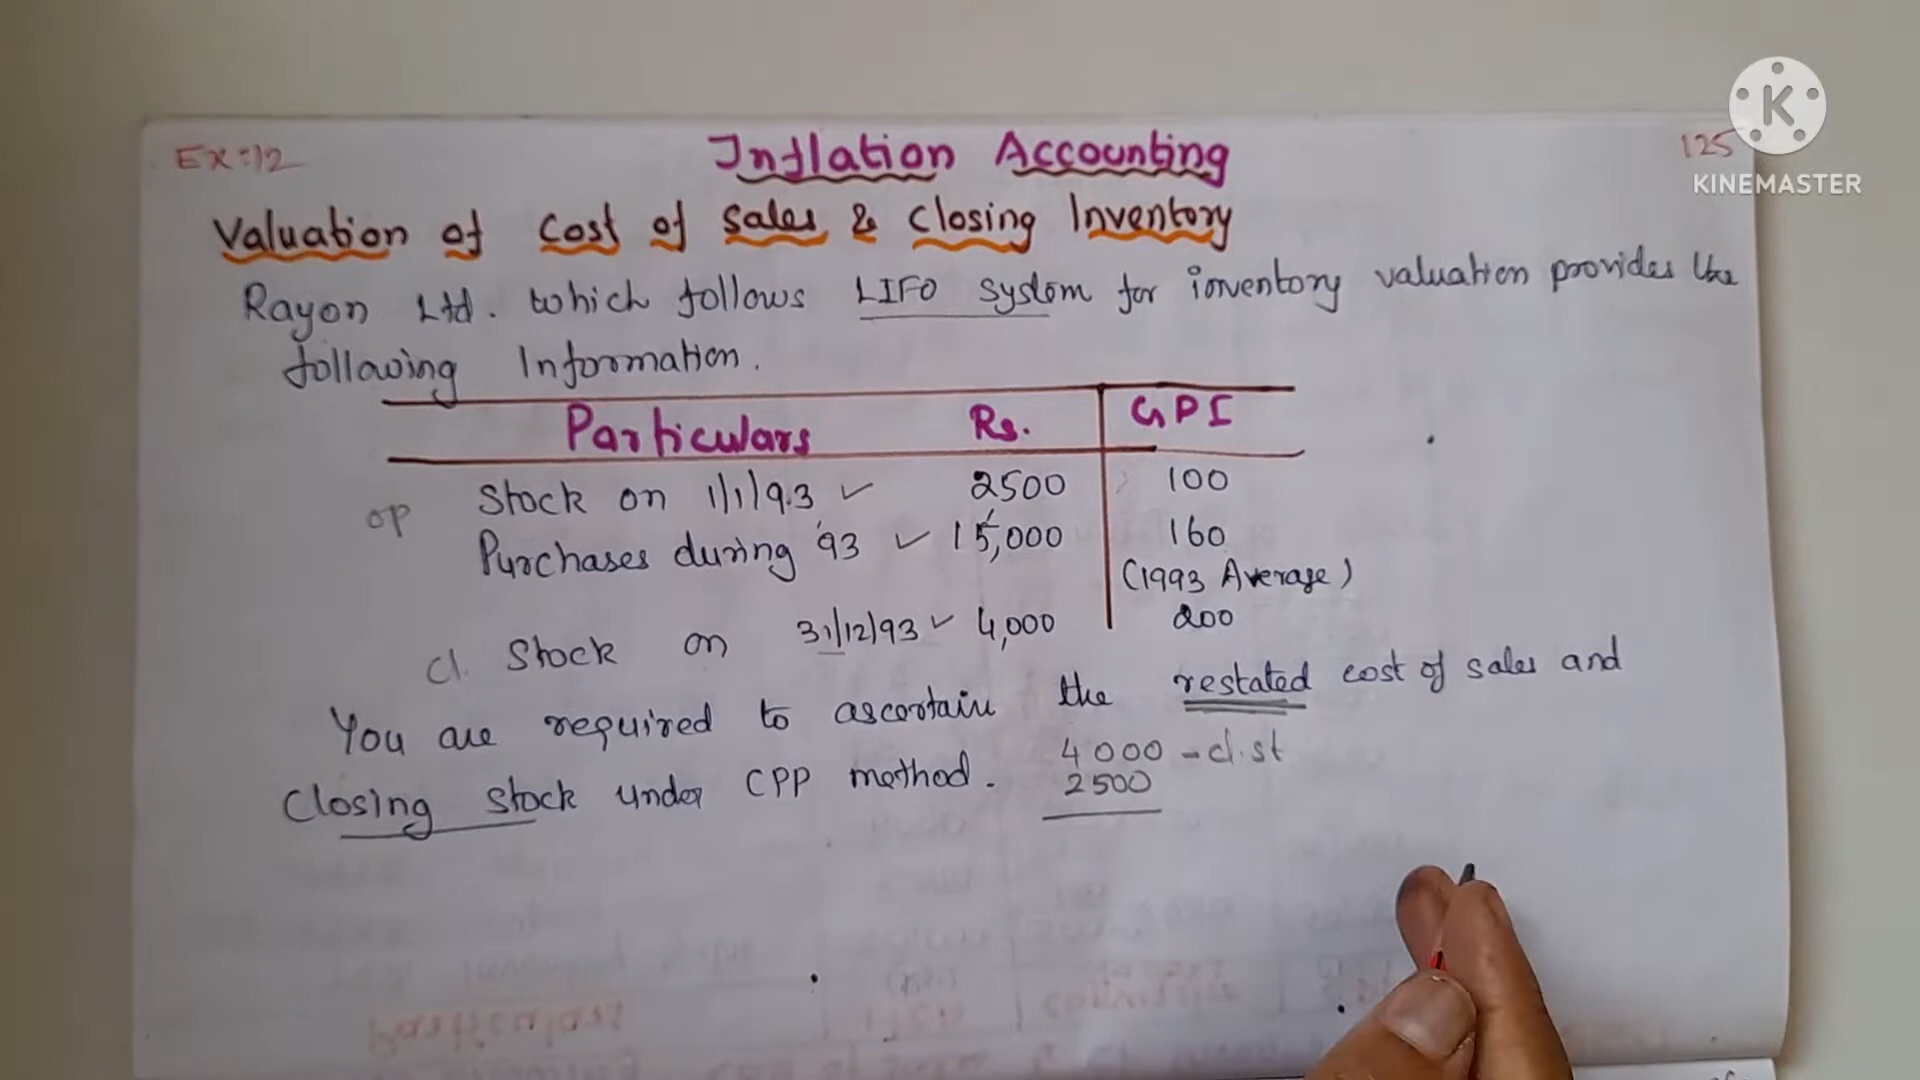 Ex:12 Inflation Accounting 125
K
KINEMASTER
Valuation of Cost of Sales & Closing Inventory
Rayon Ltd. which follows LIFO system for inventory valuation provides the
following Information.
Particulars Rs. GPI
op Stock on 1/1/93 ✓ 2500 100
Purchases during '93 ✓ 15,000 160
(1993 Average)
Cl. Stock on 31/12/93 ✓ 4,000 200
You are required to ascertain the restated cost of sales and
Closing stock under CPP method. 4000 - cl.st
2500